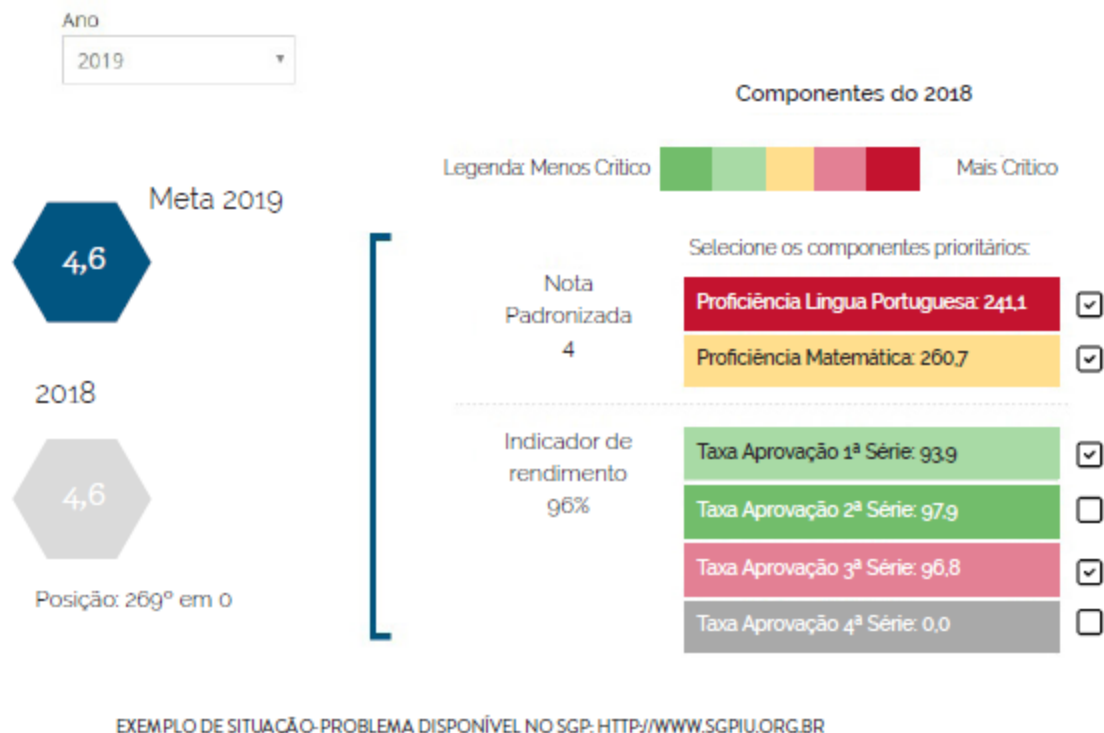 Ano
2019
Componentes do 2018
Legenda: Menos Crítico
Mais Crítico
Meta 2019
4,6
Selecione os componentes prioritários:
Nota
Padronizada
4
Proficiência Lingua Portuguesa: 241,1
Proficiência Matemática: 260,7
2018
4,6
Posição: 269º em 0
Indicador de
rendimento
96%
Taxa Aprovação 1ª Série: 93,9
Taxa Aprovação 2ª Série: 97,9
Taxa Aprovação 3ª Série: 96,8
Taxa Aprovação 4ª Série: 0,0
EXEMPLO DE SITUAÇÃO-PROBLEMA DISPONÍVEL NO SGP: HTTP://WWW.SGPIU.ORG.BR